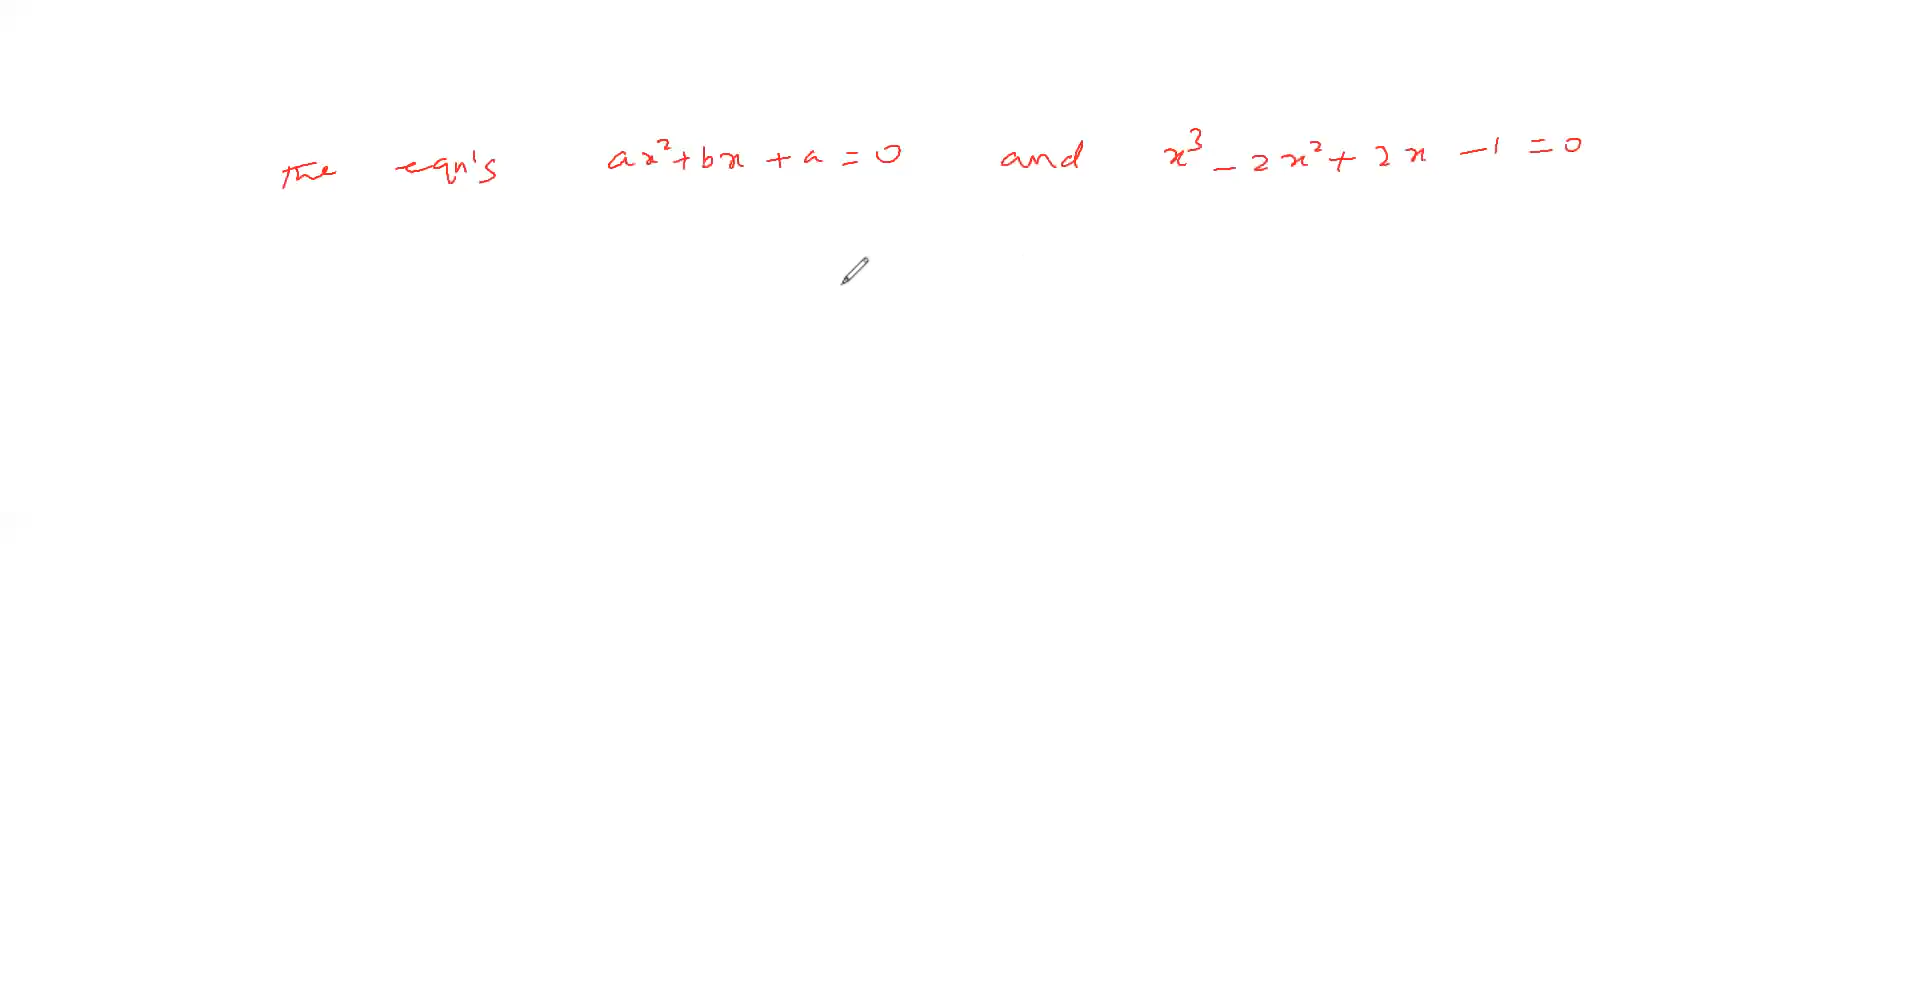 the eqn's ax²+bx+a=0 and x³-2x²+2x-1=0